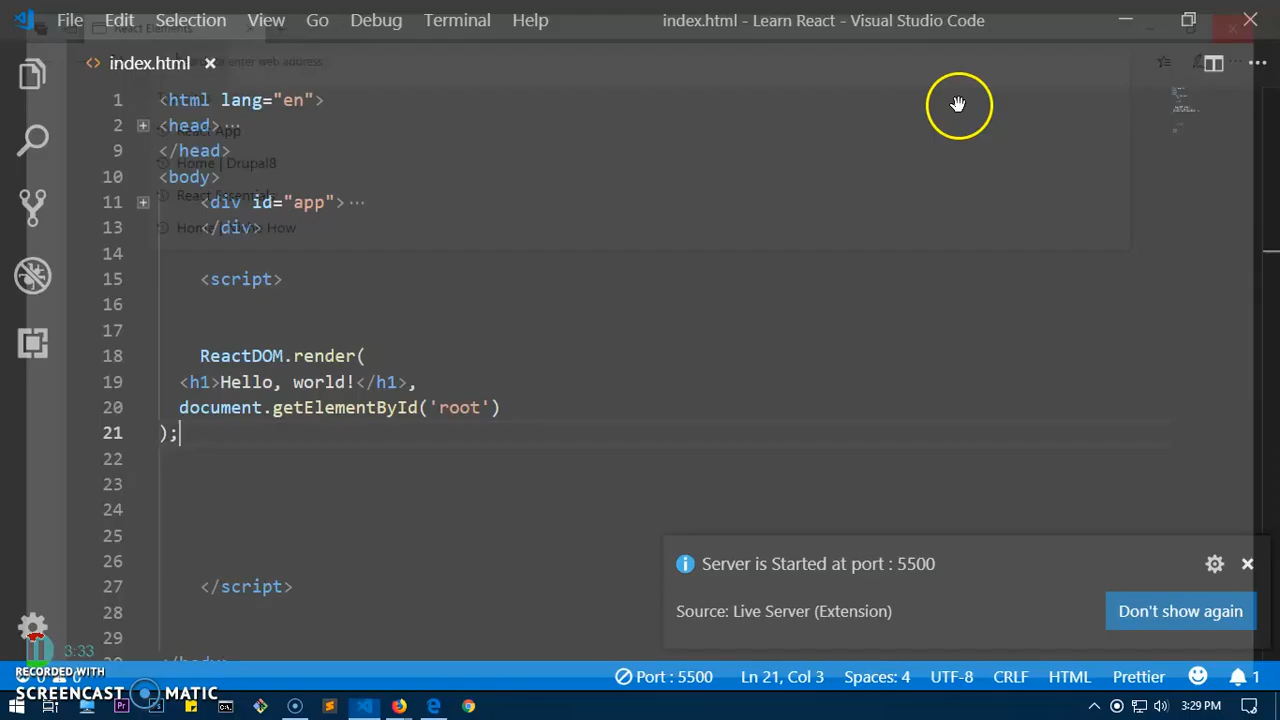 File Edit Selection View Go Debug Terminal Help index.html - Learn React - Visual Studio Code
React Elements
index.html
enter web address
1 <html lang="en">
2 <head>...
React App
9 </head>
Home | Drupal8
10 <body>
React Essentials
11 <div id="app">...
13 </div>
Home How
14
15 <script>
16
17
18 ReactDOM.render(
19 <h1>Hello, world!</h1>,
20 document.getElementById('root')
21 );
22
23
24
25
26
27 </script>
28
29
Server is Started at port : 5500
Source: Live Server (Extension)
Don't show again
3:33
RECORDED WITH
SCREENCAST MATIC
Port : 5500 Ln 21, Col 3 Spaces: 4 UTF-8 CRLF HTML Prettier 1
3:29 PM